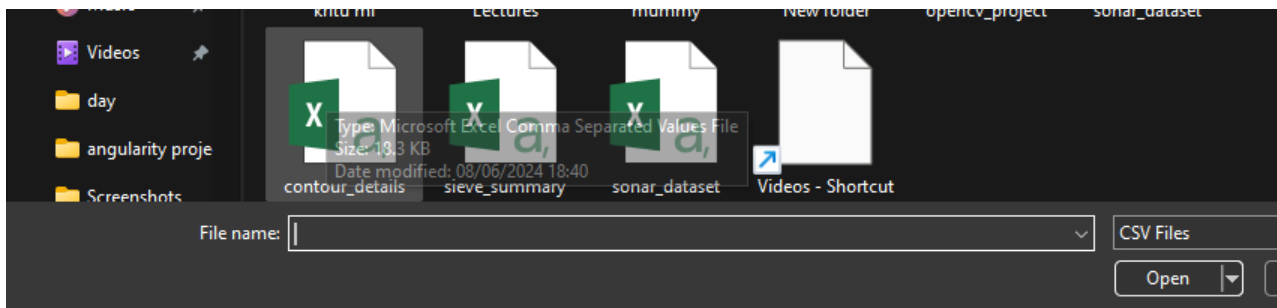 Lectures
mummy
New folder
opencv_project
sonar_dataset
Videos
day
angularity proje
Screenshots
X a,
X a,
X a,
Type: Microsoft Excel Comma Separated Values File
Size: 18.3 KB
Date modified: 08/06/2024 18:40
contour_details
sieve_summary
sonar_dataset
Videos - Shortcut
File name:
CSV Files
Open